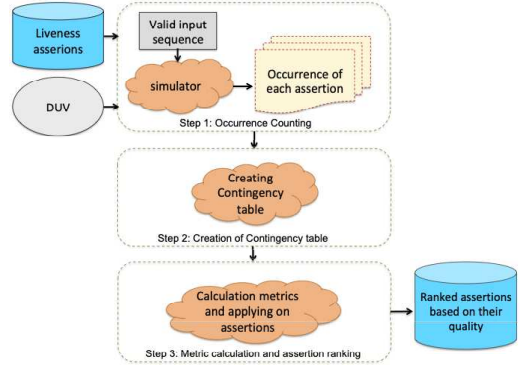 Liveness
asserions
DUV
Valid input
sequence
simulator
Occurrence of
each assertion
Step 1: Occurrence Counting
Creating
Contingency
table
Step 2: Creation of Contingency table
Calculation metrics
and applying on
assertions
Step 3: Metric calculation and assertion ranking
Ranked assertions
based on their
quality